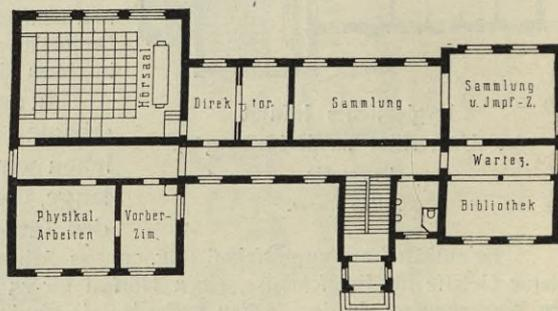 Hörsaal
Direk
tor.
Sammlung.
Sammlung
u. Jmpf-Z.
Wartez.
Physikal.
Arbeiten
Vorber-
Zim.
Bibliothek